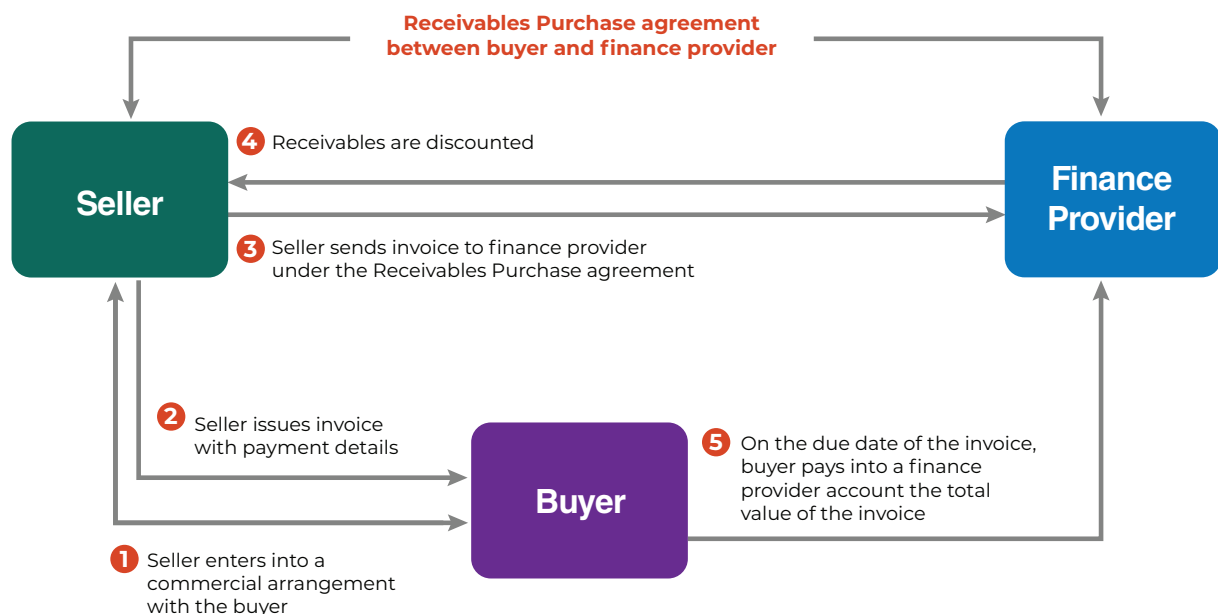 Receivables Purchase agreement
between buyer and finance provider
4 Receivables are discounted
Seller
Finance
Provider
3 Seller sends invoice to finance provider
under the Receivables Purchase agreement
2 Seller issues invoice
with payment details
Buyer
5 On the due date of the invoice,
buyer pays into a finance
provider account the total
value of the invoice
1 Seller enters into a
commercial arrangement
with the buyer